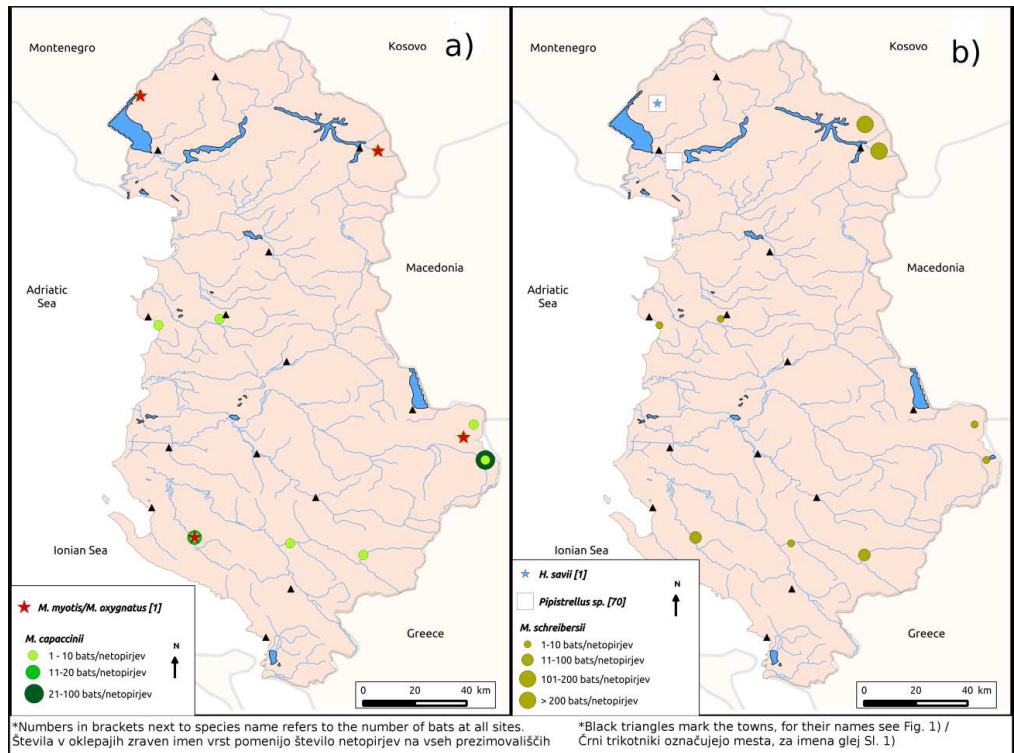 Montenegro
Kosovo
a)
Adriatic
Sea
Macedonia
Ionian Sea
Greece
M. myotis/M. oxygnatus [1]
M. capaccinii
1 - 10 bats/netopirjev
11-20 bats/netopirjev
21-100 bats/netopirjev
N
0 20 40 km
Montenegro
Kosovo
b)
Adriatic
Sea
Macedonia
Ionian Sea
Greece
H. savii [1]
Pipistrellus sp. [70]
M. schreibersii
1-10 bats/netopirjev
11-100 bats/netopirjev
101-200 bats/netopirjev
> 200 bats/netopirjev
N
0 20 40 km
*Numbers in brackets next to species name refers to the number of bats at all sites.
Števila v oklepajih zraven imen vrst pomenijo število netopirjev na vseh prezimovališčih
*Black triangles mark the towns, for their names see Fig. 1) /
Črni trikotniki označujejo mesta, za imena glej Sl. 1)